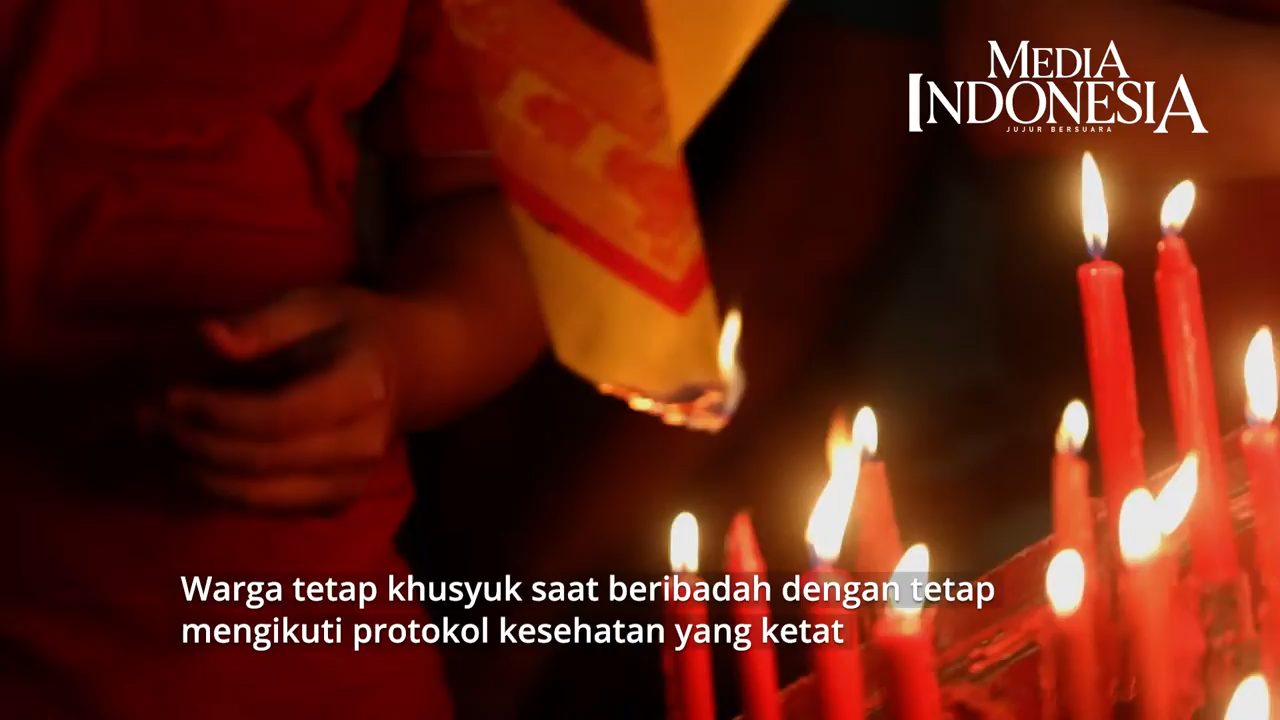 MEDIA
INDONESIA
JUJUR BERSUARA
Warga tetap khusyuk saat beribadah dengan tetap
mengikuti protokol kesehatan yang ketat